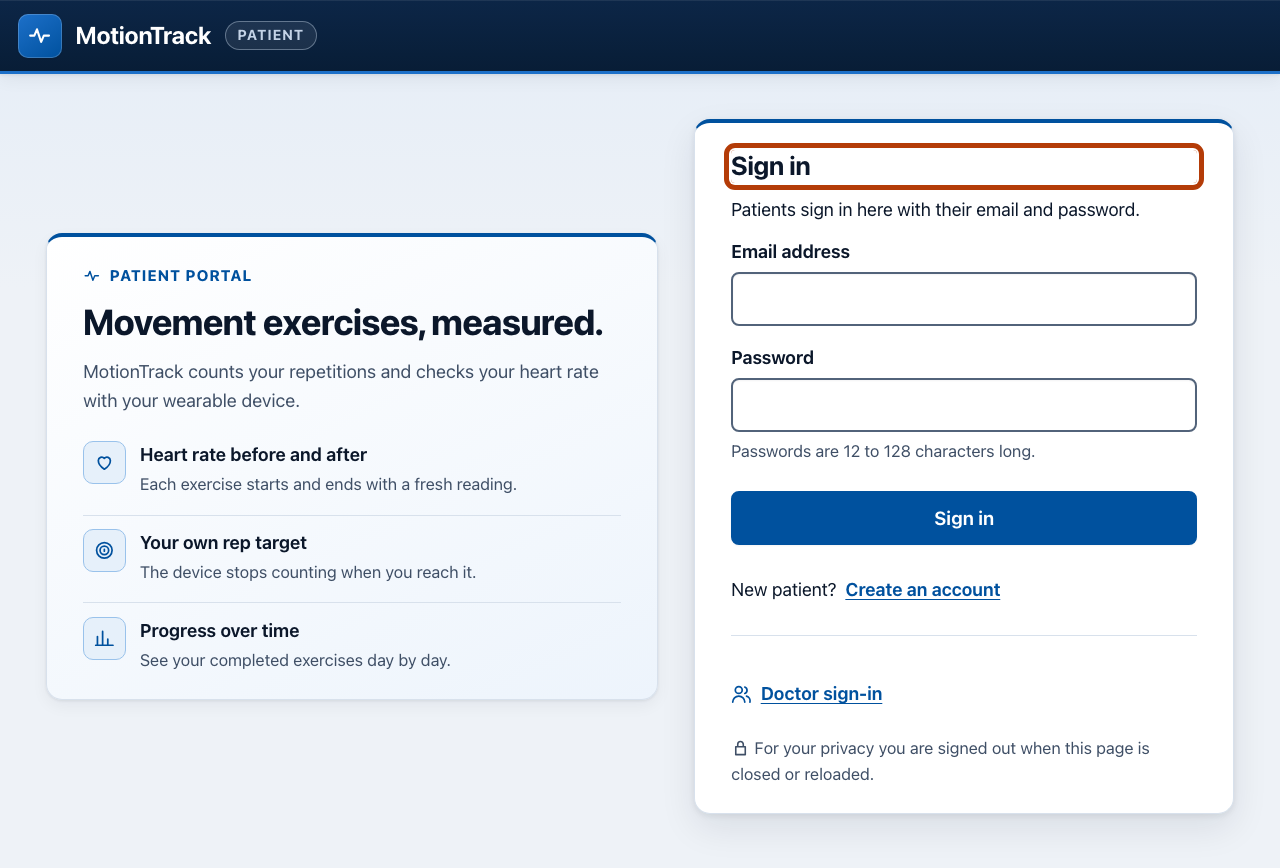 MotionTrack PATIENT
PATIENT PORTAL
Movement exercises, measured.
MotionTrack counts your repetitions and checks your heart rate
with your wearable device.
Heart rate before and after
Each exercise starts and ends with a fresh reading.
Your own rep target
The device stops counting when you reach it.
Progress over time
See your completed exercises day by day.
Sign in
Patients sign in here with their email and password.
Email address
Password
Passwords are 12 to 128 characters long.
Sign in
New patient? Create an account
Doctor sign-in
For your privacy you are signed out when this page is
closed or reloaded.